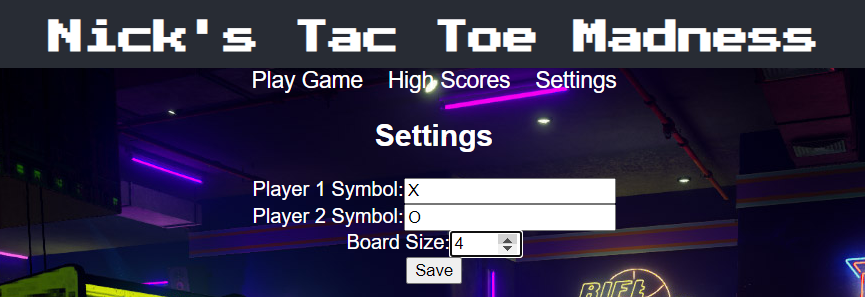 Nick's Tac Toe Madness
Play Game High Scores Settings
Settings
Player 1 Symbol: X
Player 2 Symbol: O
Board Size: 4
Save
RIFT